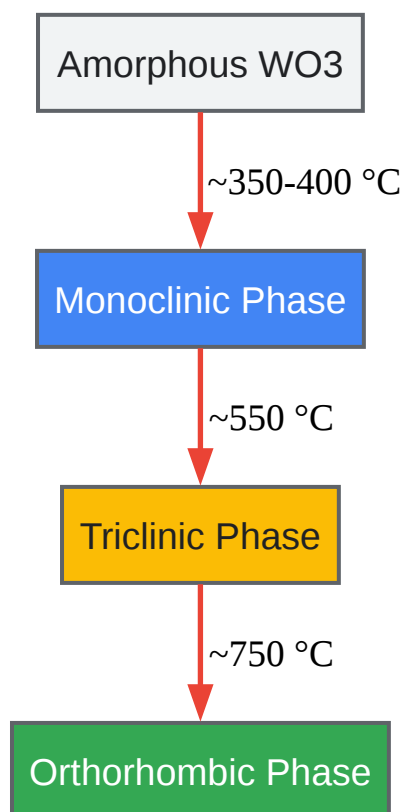 Amorphous WO3
~350-400 °C
Monoclinic Phase
~550 °C
Triclinic Phase
~750 °C
Orthorhombic Phase